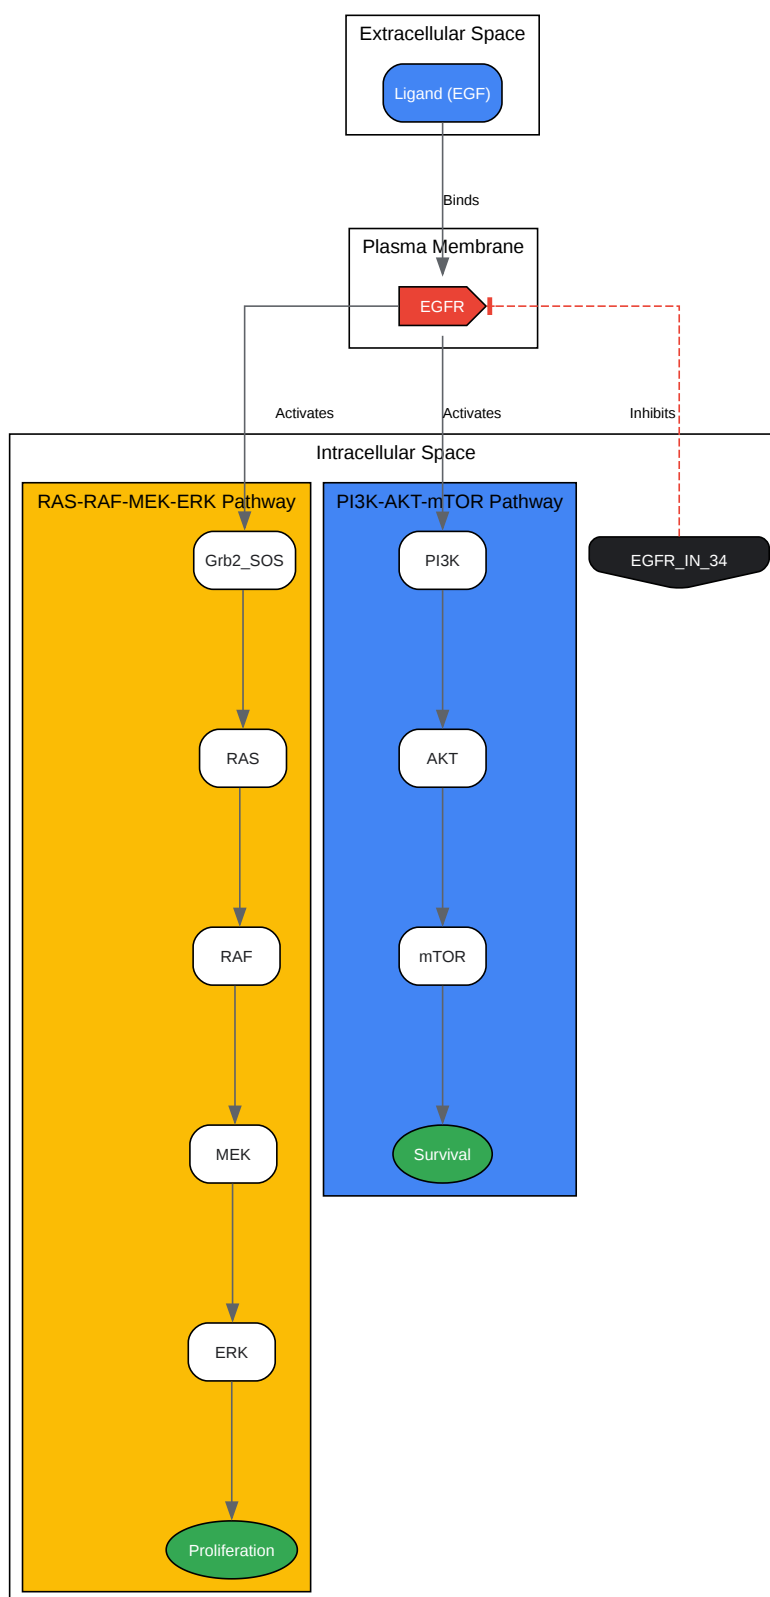 Extracellular Space
Ligand (EGF)
Binds
Plasma Membrane
EGFR
Activates
Activates
Inhibits
Intracellular Space
RAS-RAF-MEK-ERK Pathway
PI3K-AKT-mTOR Pathway
Grb2_SOS
PI3K
EGFR_IN_34
RAS
AKT
RAF
mTOR
MEK
Survival
ERK
Proliferation